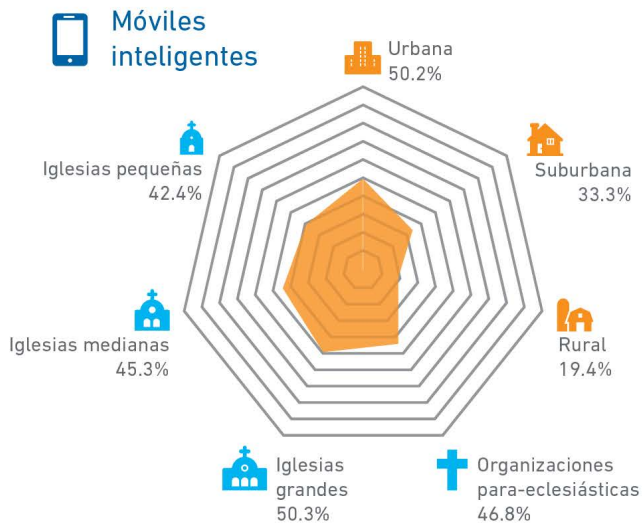 Móviles
inteligentes
Urbana
50.2%
Suburbana
33.3%
Rural
19.4%
Organizaciones
para-eclesiásticas
46.8%
Iglesias
grandes
50.3%
Iglesias medianas
45.3%
Iglesias pequeñas
42.4%